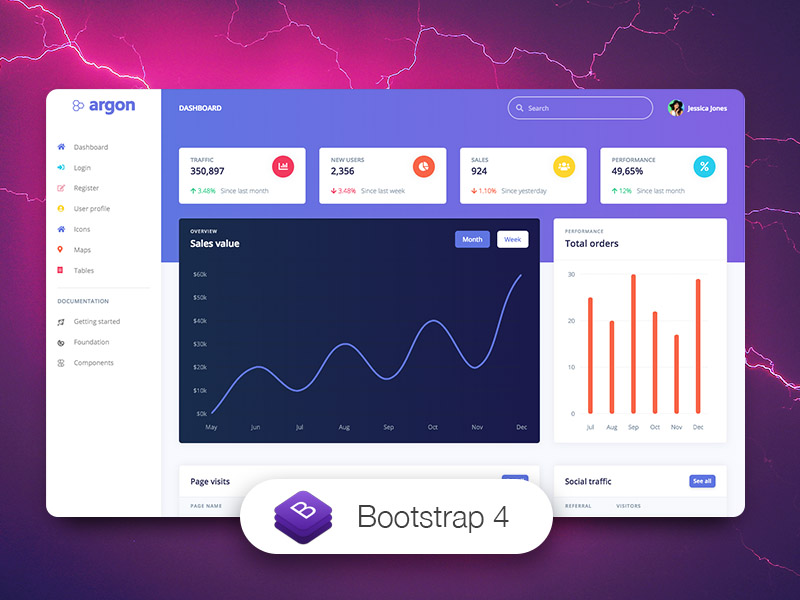 argon
DASHBOARD
Search
Jessica Jones
Dashboard
Login
Register
User profile
Icons
Maps
Tables
DOCUMENTATION
Getting started
Foundation
Components
TRAFFIC
350,897
3.48% Since last month
NEW USERS
2,356
3.48% Since last week
SALES
924
1.10% Since yesterday
PERFORMANCE
49,65%
12% Since last month
OVERVIEW
Sales value
Month
Week
$60k
$50k
$40k
$30k
$20k
$10k
$0k
May Jun Jul Aug Sep Oct Nov Dec
PERFORMANCE
Total orders
30
20
10
0
Jul Aug Sep Oct Nov Dec
Page visits
PAGE NAME
Social traffic
See all
REFERRAL VISITORS
B
Bootstrap 4